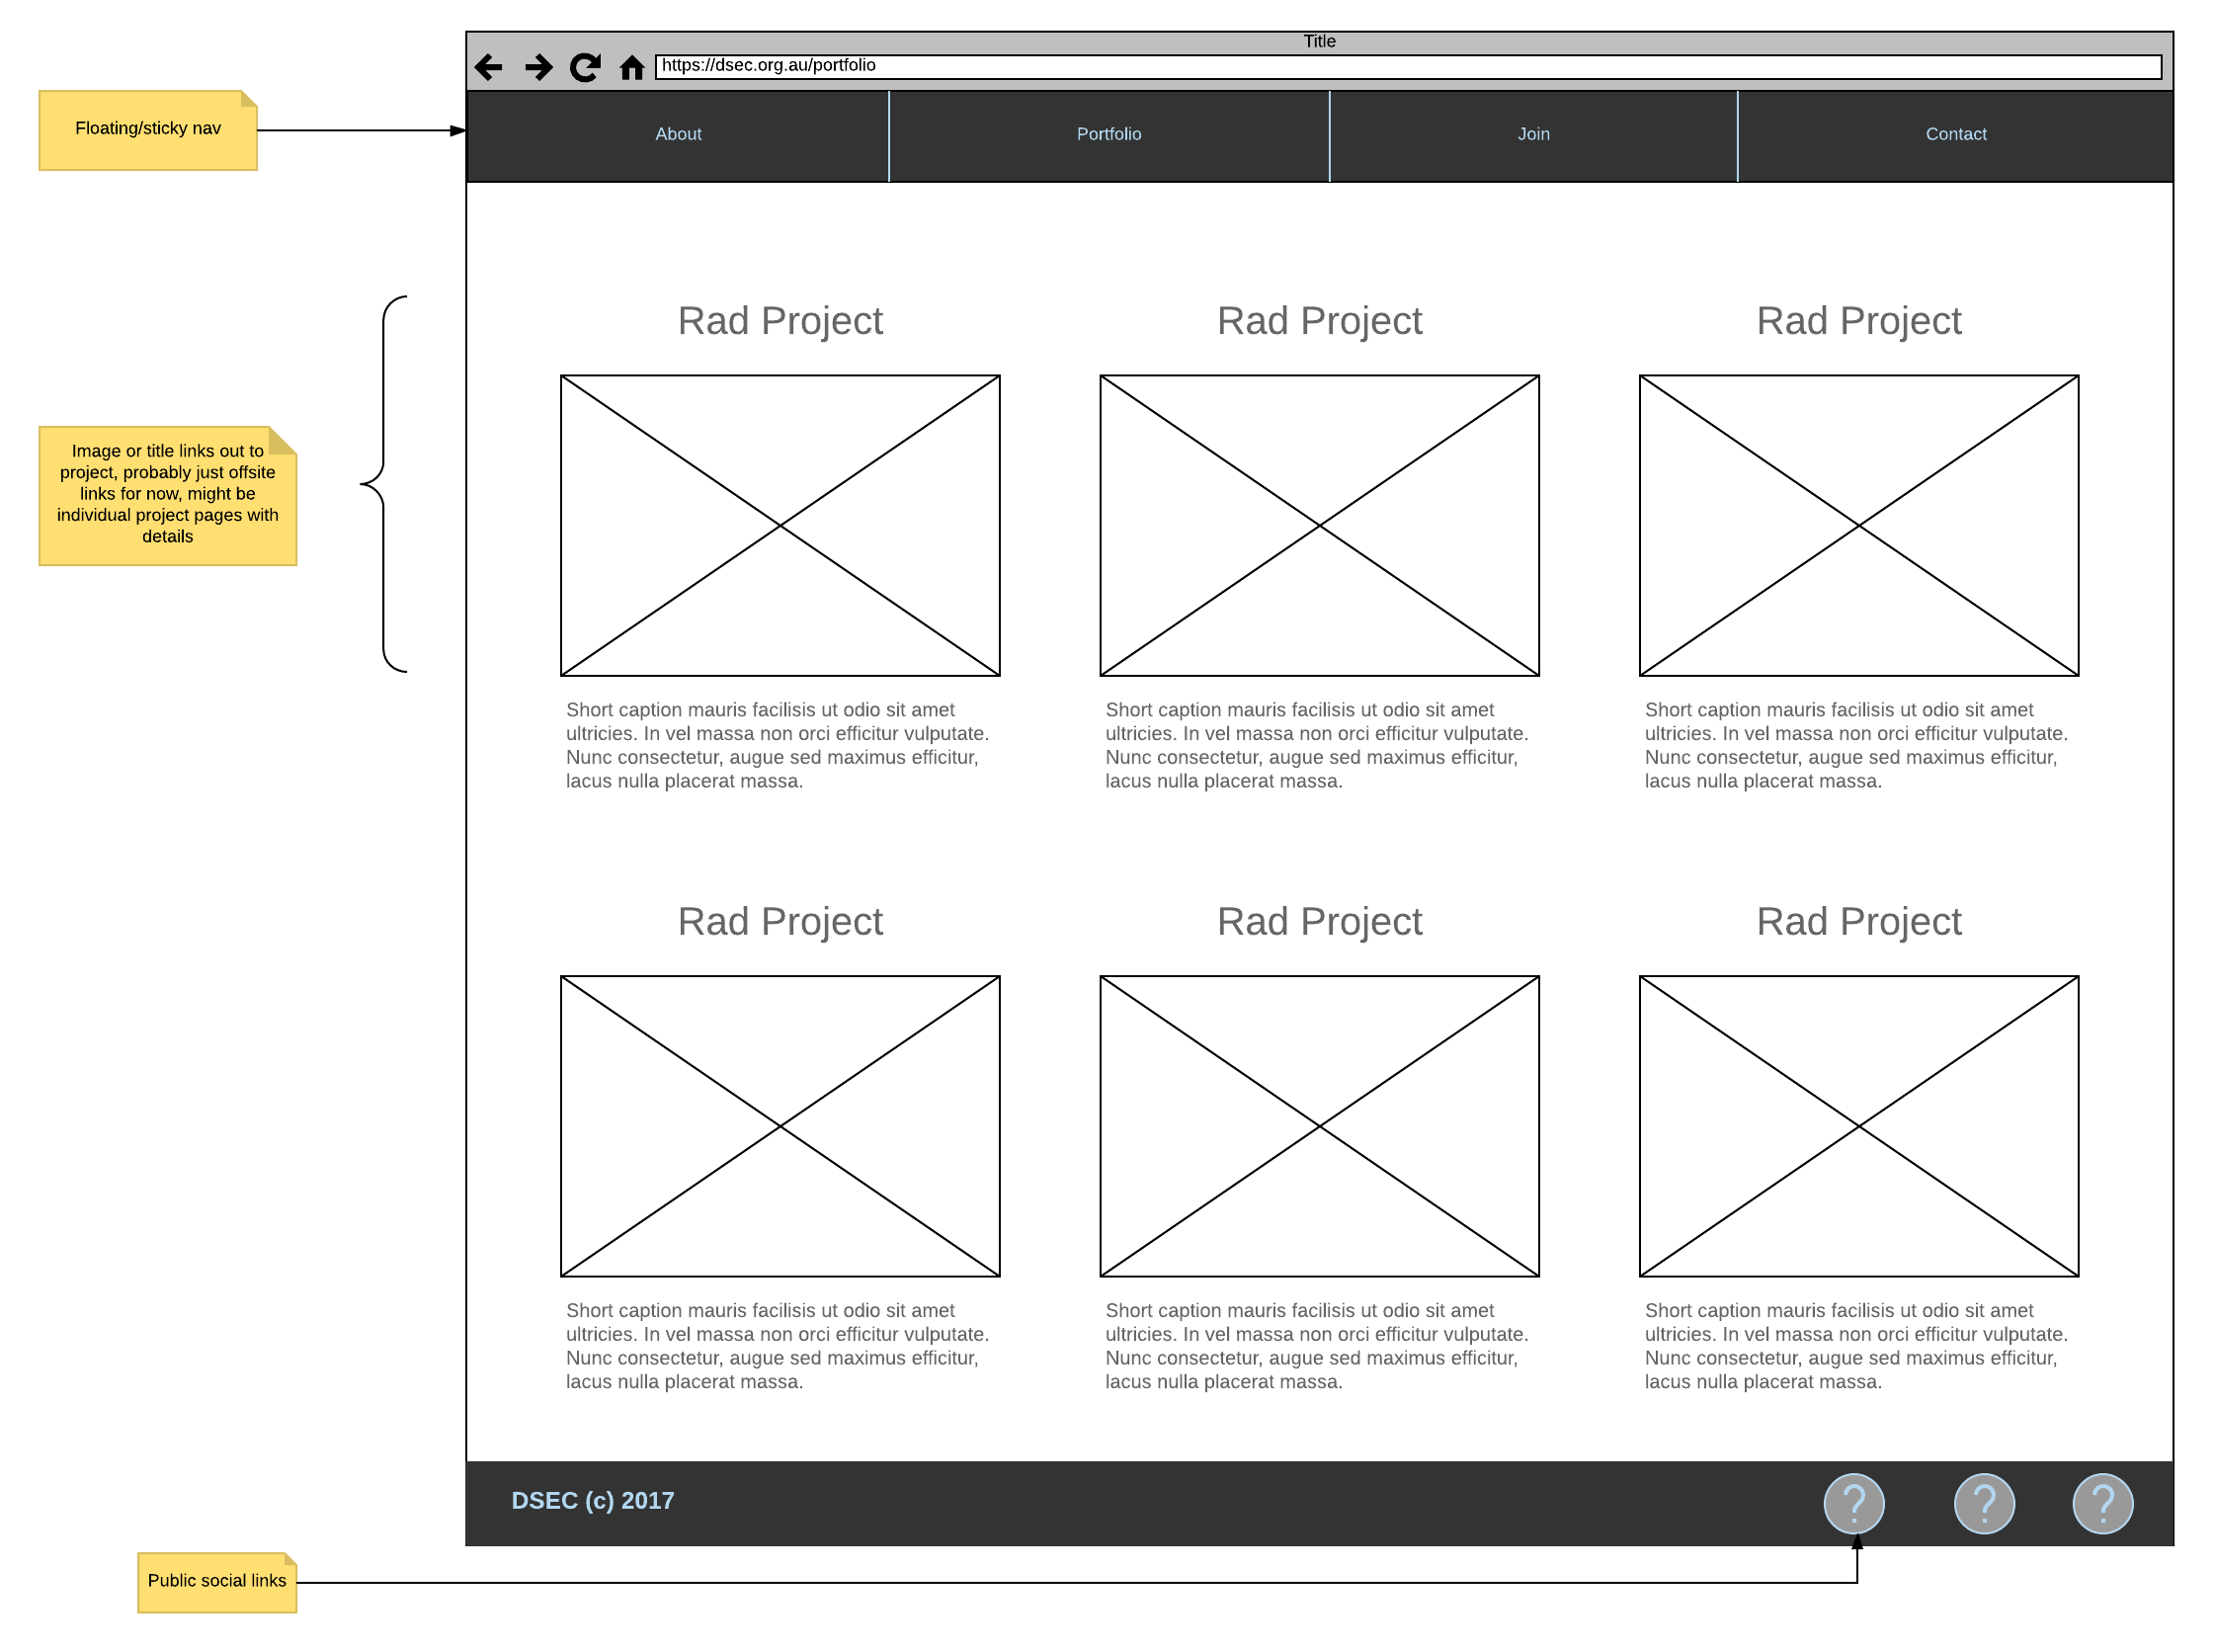 Title
https://dsec.org.au/portfolio
Floating/sticky nav
About
Portfolio
Join
Contact
Rad Project
Rad Project
Rad Project
Image or title links out to
project, probably just offsite
links for now, might be
individual project pages with
details
Short caption mauris facilisis ut odio sit amet
ultricies. In vel massa non orci efficitur vulputate.
Nunc consectetur, augue sed maximus efficitur,
lacus nulla placerat massa.
Short caption mauris facilisis ut odio sit amet
ultricies. In vel massa non orci efficitur vulputate.
Nunc consectetur, augue sed maximus efficitur,
lacus nulla placerat massa.
Short caption mauris facilisis ut odio sit amet
ultricies. In vel massa non orci efficitur vulputate.
Nunc consectetur, augue sed maximus efficitur,
lacus nulla placerat massa.
Rad Project
Rad Project
Rad Project
Short caption mauris facilisis ut odio sit amet
ultricies. In vel massa non orci efficitur vulputate.
Nunc consectetur, augue sed maximus efficitur,
lacus nulla placerat massa.
Short caption mauris facilisis ut odio sit amet
ultricies. In vel massa non orci efficitur vulputate.
Nunc consectetur, augue sed maximus efficitur,
lacus nulla placerat massa.
Short caption mauris facilisis ut odio sit amet
ultricies. In vel massa non orci efficitur vulputate.
Nunc consectetur, augue sed maximus efficitur,
lacus nulla placerat massa.
DSEC (c) 2017
?
?
?
Public social links